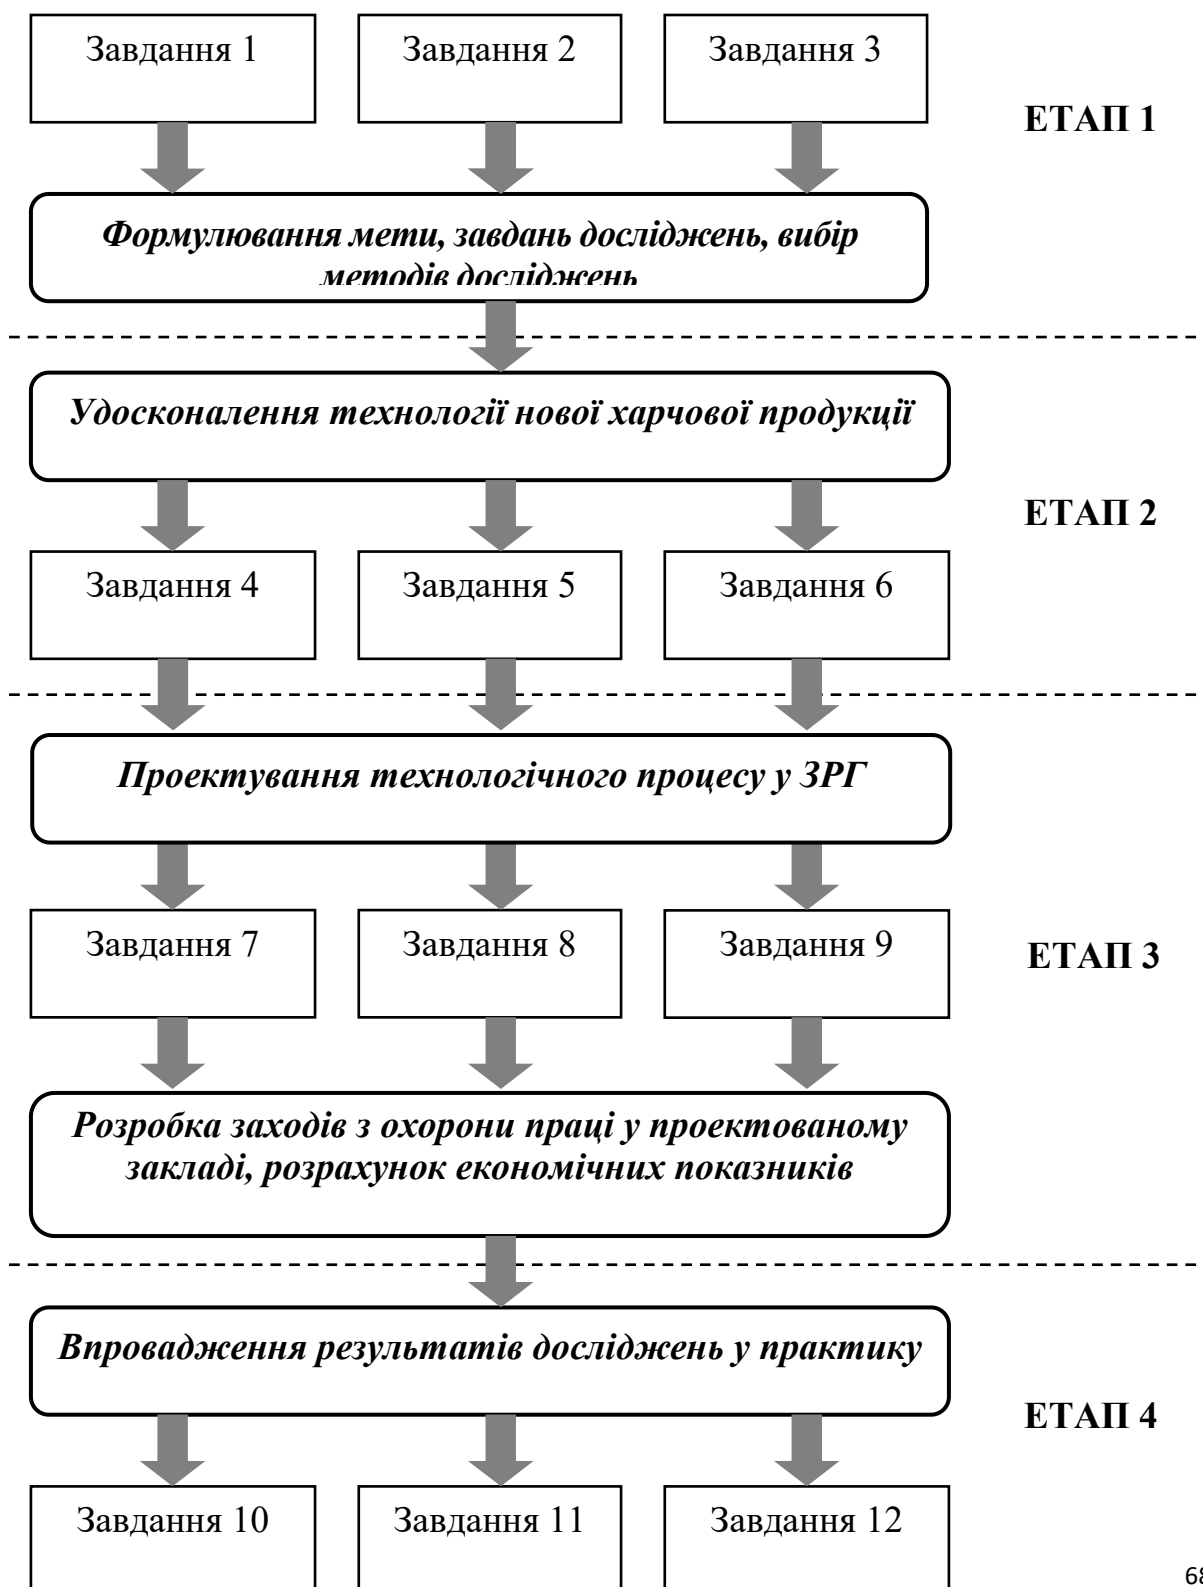 Завдання 1
Завдання 2
Завдання 3
ЕТАП 1
Формулювання мети, завдань досліджень, вибір
методів досліджень
Удосконалення технології нової харчової продукції
ЕТАП 2
Завдання 4
Завдання 5
Завдання 6
Проектування технологічного процесу у ЗРГ
Завдання 7
Завдання 8
Завдання 9
ЕТАП 3
Розробка заходів з охорони праці у проектованому
закладі, розрахунок економічних показників
Впровадження результатів досліджень у практику
ЕТАП 4
Завдання 10
Завдання 11
Завдання 12
68